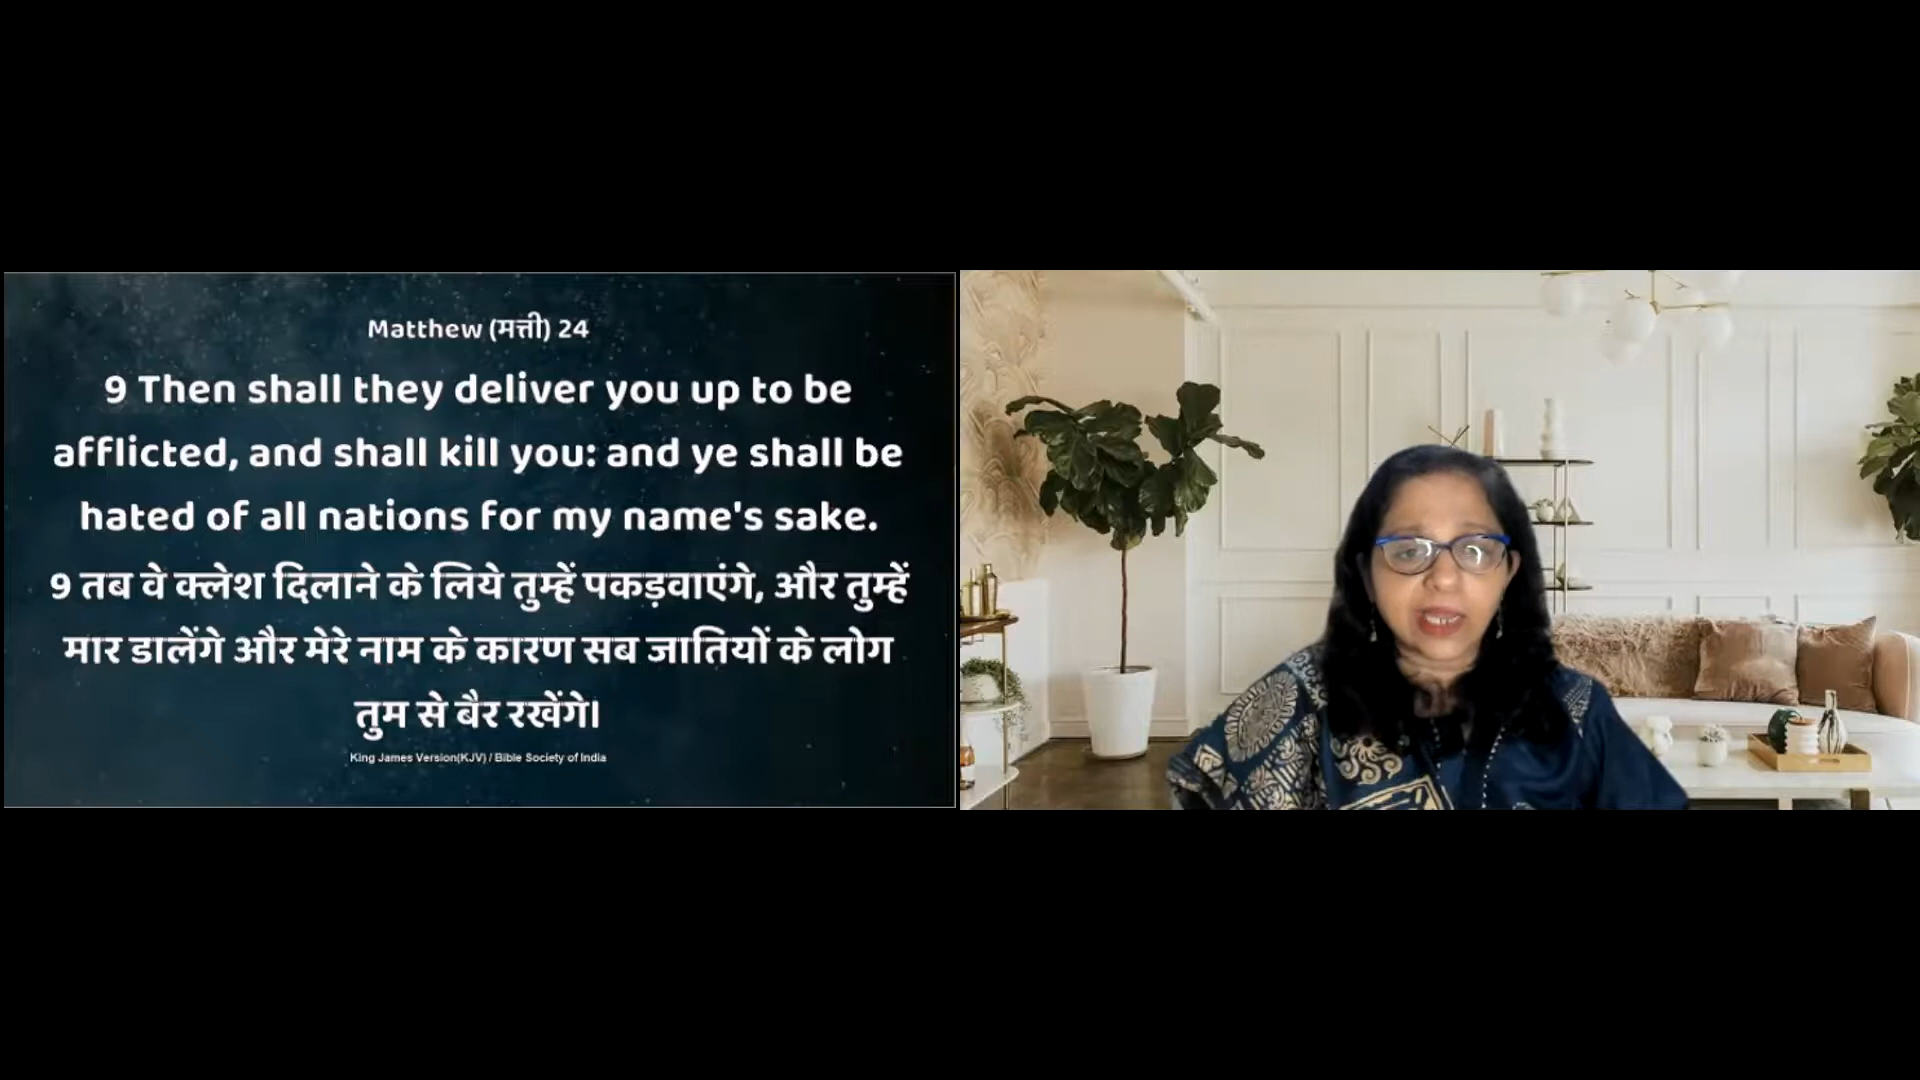 Matthew (मत्ती) 24
9 Then shall they deliver you up to be
afflicted, and shall kill you: and ye shall be
hated of all nations for my name's sake.
9 तब वे क्लेश दिलाने के लिये तुम्हें पकड़वाएंगे, और तुम्हें
मार डालेंगे और मेरे नाम के कारण सब जातियों के लोग
तुम से बैर रखेंगे।
King James Version(KJV) / Bible Society of India